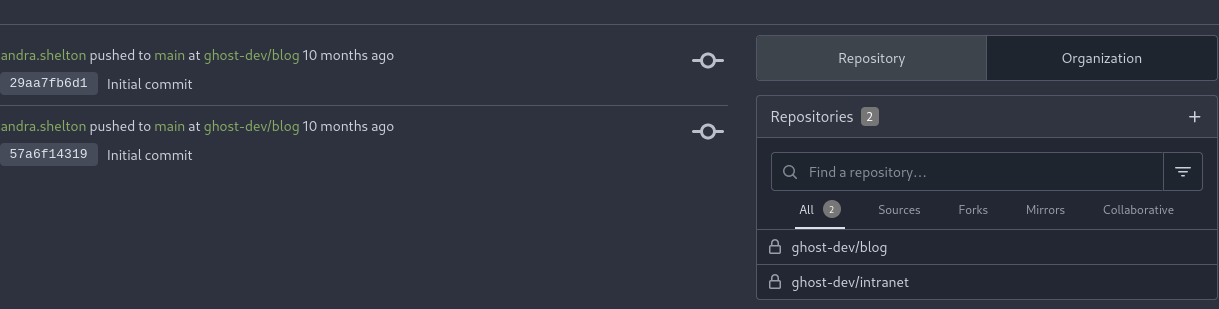 andra.shelton pushed to main at ghost-dev/blog 10 months ago
29aa7fb6d1 Initial commit
andra.shelton pushed to main at ghost-dev/blog 10 months ago
57a6f14319 Initial commit
Repository Organization
Repositories 2
Find a repository...
All 2 Sources Forks Mirrors Collaborative
ghost-dev/blog
ghost-dev/intranet